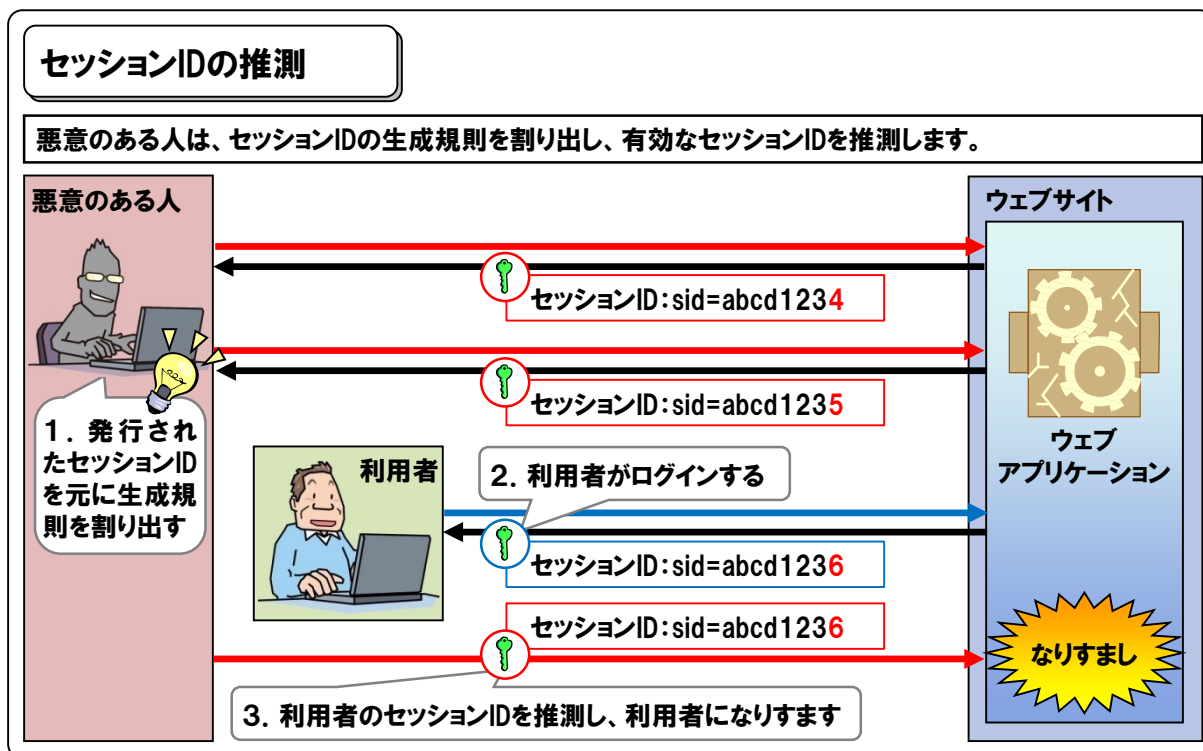 セッションIDの推測
悪意のある人は、セッションIDの生成規則を割り出し、有効なセッションIDを推測します。
悪意のある人
ウェブサイト
セッションID:sid=abcd1234
セッションID:sid=abcd1235
1. 発行され
たセッションID
を元に生成規
則を割り出す
ウェブ
アプリケーション
利用者
2. 利用者がログインする
セッションID:sid=abcd1236
セッションID:sid=abcd1236
なりすまし
3. 利用者のセッションIDを推測し、利用者になりすます